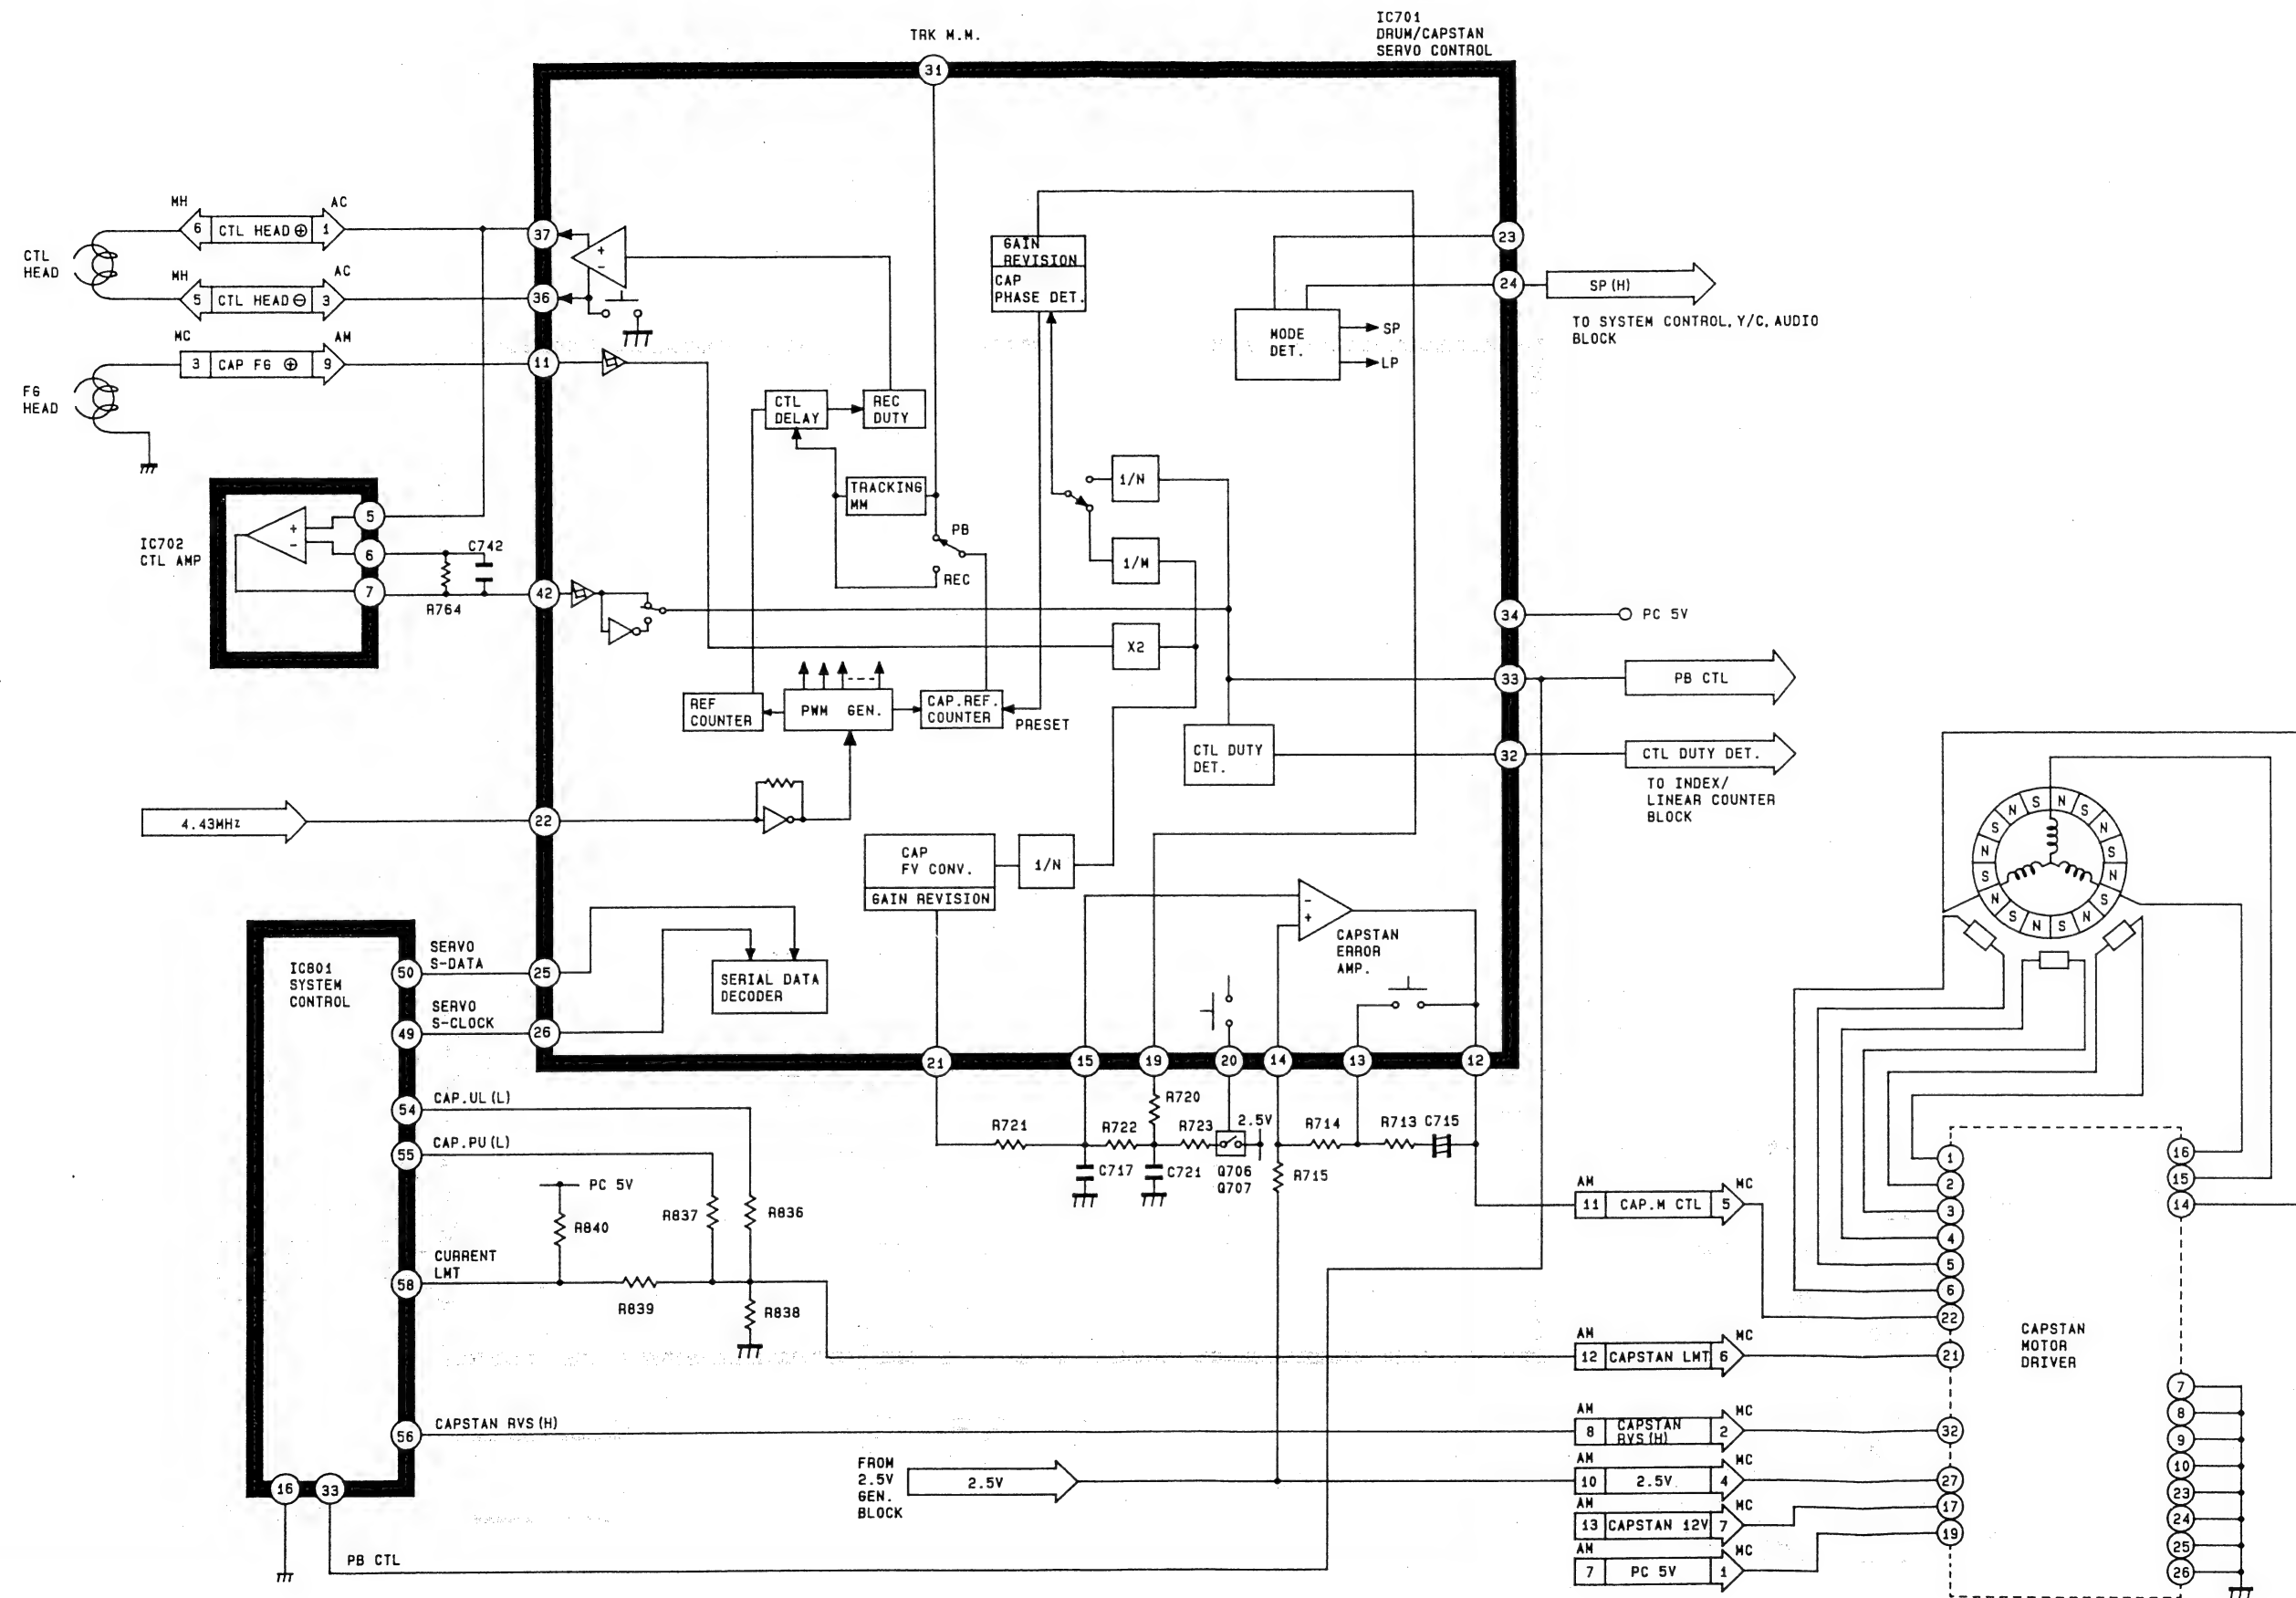 IC701
DRUM/CAPSTAN
SERVO CONTROL
TRK M.M.
31
MH
AC
6 CTL HEAD⊕ 1
37
+
-
CTL
HEAD
MH
AC
5 CTL HEAD⊖ 3
36
MC
AM
3 CAP FG ⊕ 9
11
FG
HEAD
GAIN
REVISION
CAP
PHASE DET.
23
24
SP(H)
TO SYSTEM CONTROL, Y/C, AUDIO
BLOCK
MODE
DET.
SP
LP
CTL
DELAY
REC
DUTY
TRACKING
MM
PB
REC
1/N
1/M
X2
IC702
CTL AMP
+
-
5
6
7
C742
R764
42
34
PC 5V
33
PB CTL
REF
COUNTER
PWM GEN.
CAP.REF.
COUNTER
PRESET
CTL DUTY
DET.
32
CTL DUTY DET.
TO INDEX/
LINEAR COUNTER
BLOCK
4.43MHz
22
CAP
FV CONV.
GAIN REVISION
1/N
-
+
CAPSTAN
ERROR
AMP.
N
S
N
S
N
S
N
S
N
S
N
S
N
S
N
S
N
S
IC801
SYSTEM
CONTROL
50
SERVO
S-DATA
25
49
SERVO
S-CLOCK
26
SERIAL DATA
DECODER
21
15
19
20
14
13
12
54
CAP.UL(L)
55
CAP.PU(L)
R721
R722
R720
R723
2.5V
R714
R713
C715
C717
C721
Q706
Q707
R715
PC 5V
R840
R837
R836
58
CURRENT
LMT
R839
R838
AM
MC
11 CAP.M CTL 5
AM
MC
12 CAPSTAN LMT 6
56
CAPSTAN RVS(H)
AM
MC
8 CAPSTAN
RVS(H) 2
FROM
2.5V
GEN.
BLOCK
2.5V
AM
MC
10 2.5V 4
AM
MC
13 CAPSTAN 12V 7
AM
MC
7 PC 5V 1
16
33
PB CTL
1
2
3
4
5
6
22
21
32
27
17
19
CAPSTAN
MOTOR
DRIVER
16
15
14
7
8
9
10
23
24
25
26